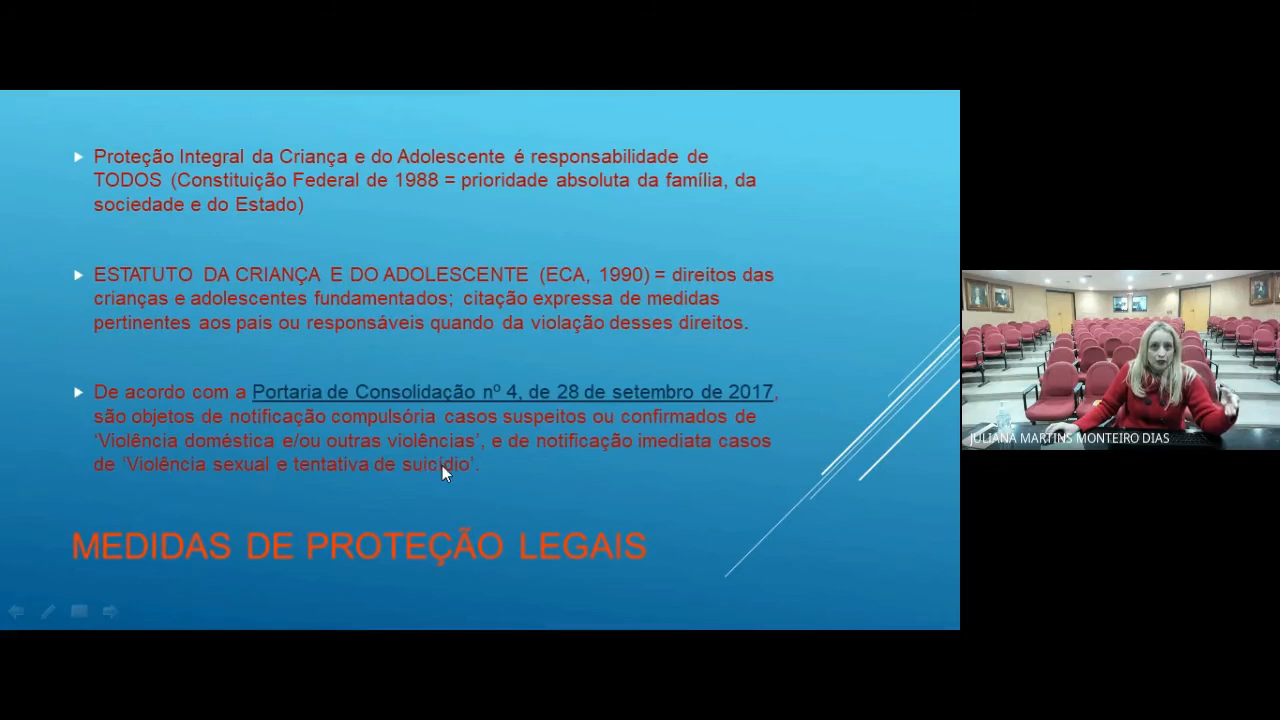 Proteção Integral da Criança e do Adolescente é responsabilidade de
TODOS (Constituição Federal de 1988 = prioridade absoluta da família, da
sociedade e do Estado)
ESTATUTO DA CRIANÇA E DO ADOLESCENTE (ECA, 1990) = direitos das
crianças e adolescentes fundamentados; citação expressa de medidas
pertinentes aos pais ou responsáveis quando da violação desses direitos.
De acordo com a Portaria de Consolidação nº 4, de 28 de setembro de 2017,
são objetos de notificação compulsória casos suspeitos ou confirmados de
‘Violência doméstica e/ou outras violências’, e de notificação imediata casos
de ‘Violência sexual e tentativa de suicídio’.
MEDIDAS DE PROTEÇÃO LEGAIS
JULIANA MARTINS MONTEIRO DIAS